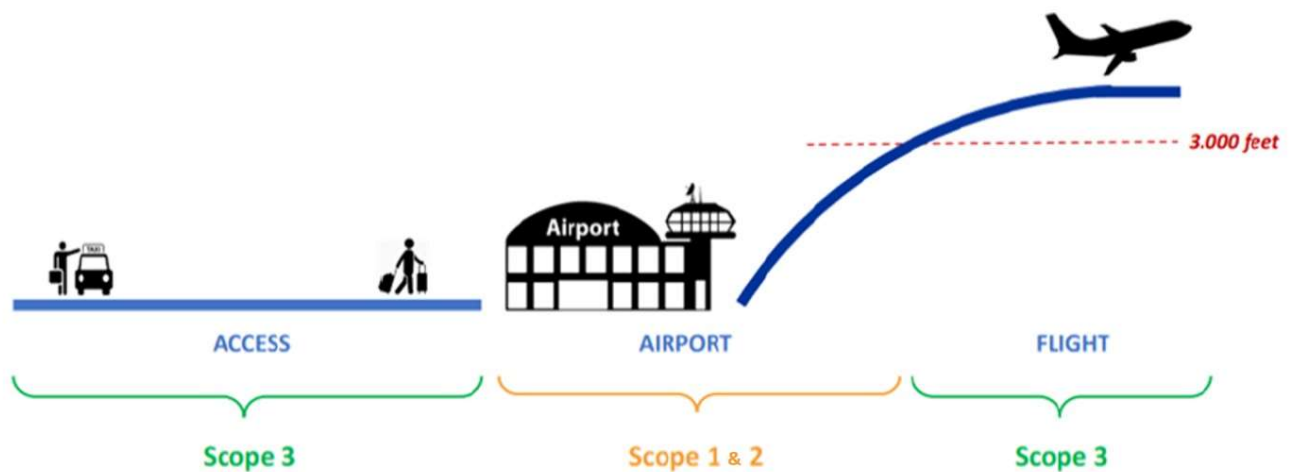 3.000 feet
Airport
TAXI
ACCESS
AIRPORT
FLIGHT
Scope 3
Scope 1 & 2
Scope 3